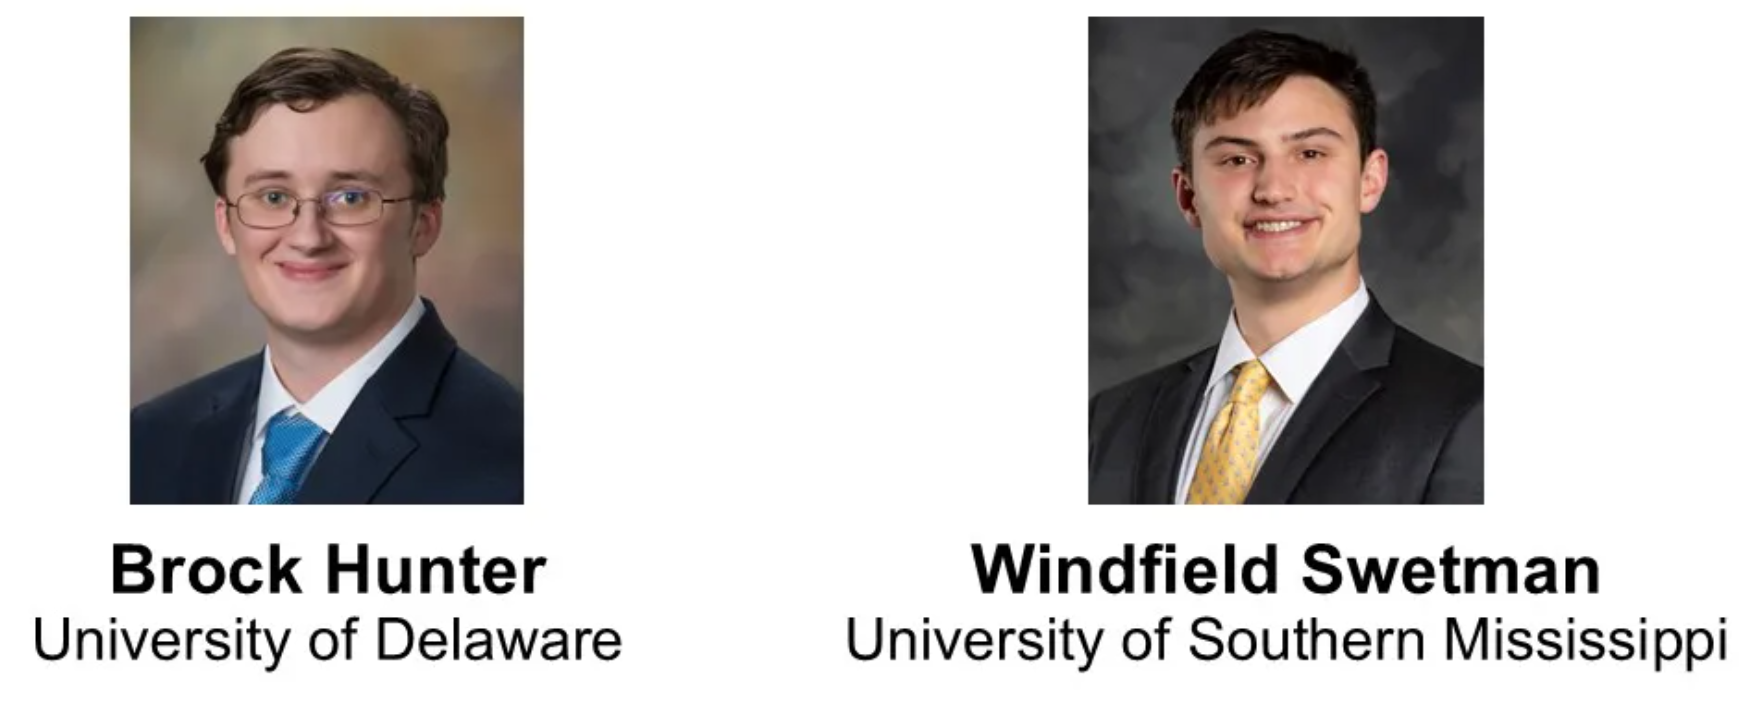 Brock Hunter
University of Delaware
Windfield Swetman
University of Southern Mississippi